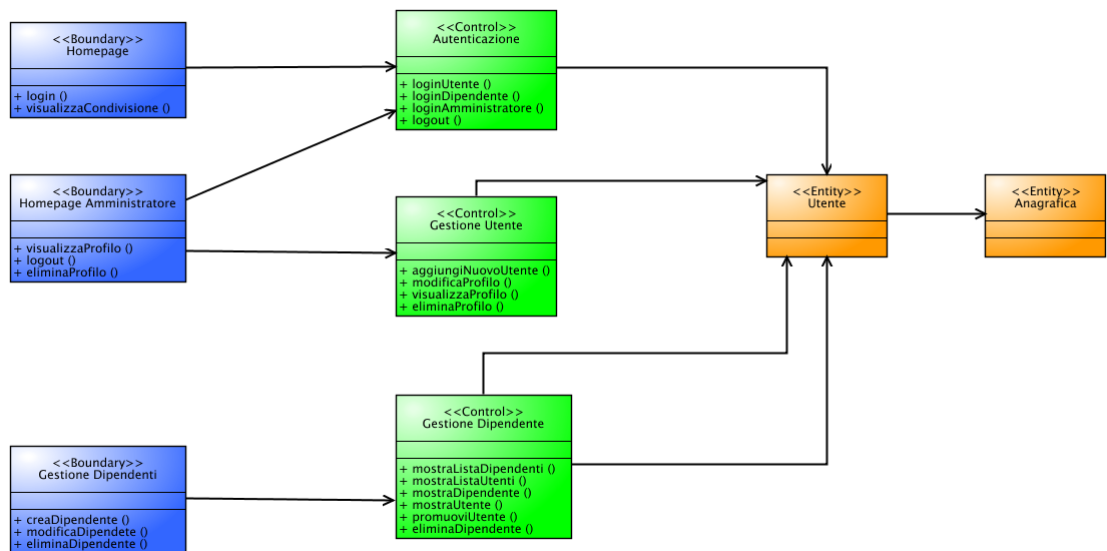 <<Boundary>>
Homepage
+ login ()
+ visualizzaCondivisione ()
<<Control>>
Autenticazione
+ loginUtente ()
+ loginDipendente ()
+ loginAmministratore ()
+ logout ()
<<Boundary>>
Homepage Amministratore
+ visualizzaProfilo ()
+ logout ()
+ eliminaProfilo ()
<<Control>>
Gestione Utente
+ aggiungiNuovoUtente ()
+ modificaProfilo ()
+ visualizzaProfilo ()
+ eliminaProfilo ()
<<Entity>>
Utente
<<Entity>>
Anagrafica
<<Boundary>>
Gestione Dipendenti
+ creaDipendente ()
+ modificaDipendete ()
+ eliminaDipendente ()
<<Control>>
Gestione Dipendente
+ mostraListaDipendenti ()
+ mostraListaUtenti ()
+ mostraDipendente ()
+ mostraUtente ()
+ promuoviUtente ()
+ eliminaDipendente ()